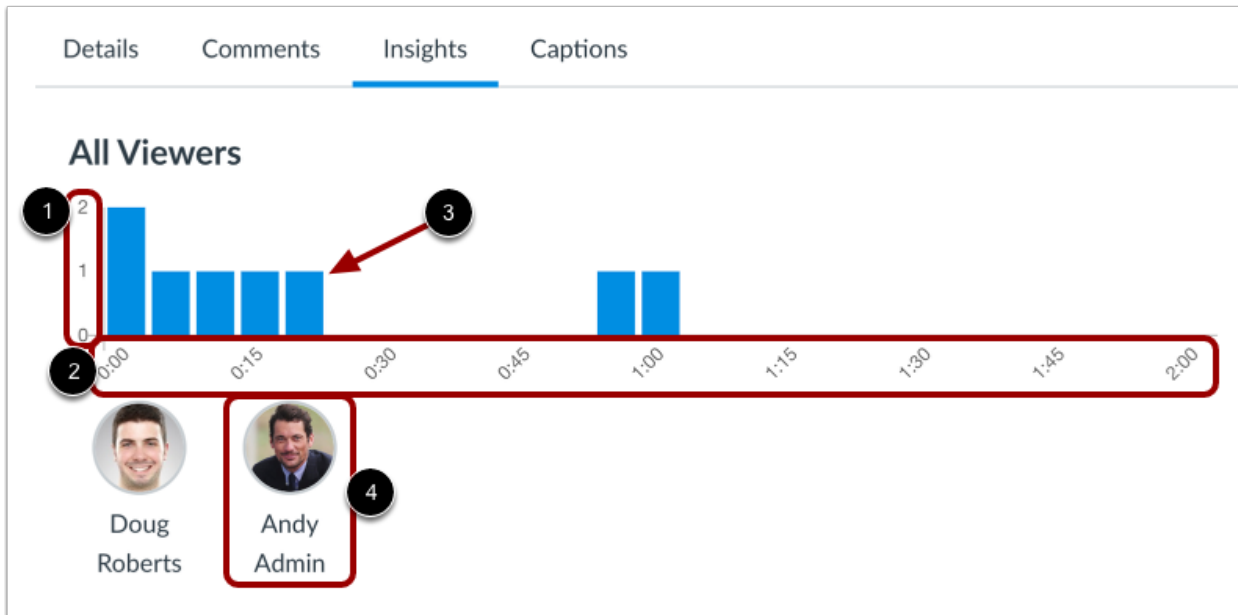 Details Comments Insights Captions
All Viewers
1
2
3
1
0
2
0:00 0:15 0:30 0:45 1:00 1:15 1:30 1:45 2:00
4
Doug Andy
Roberts Admin